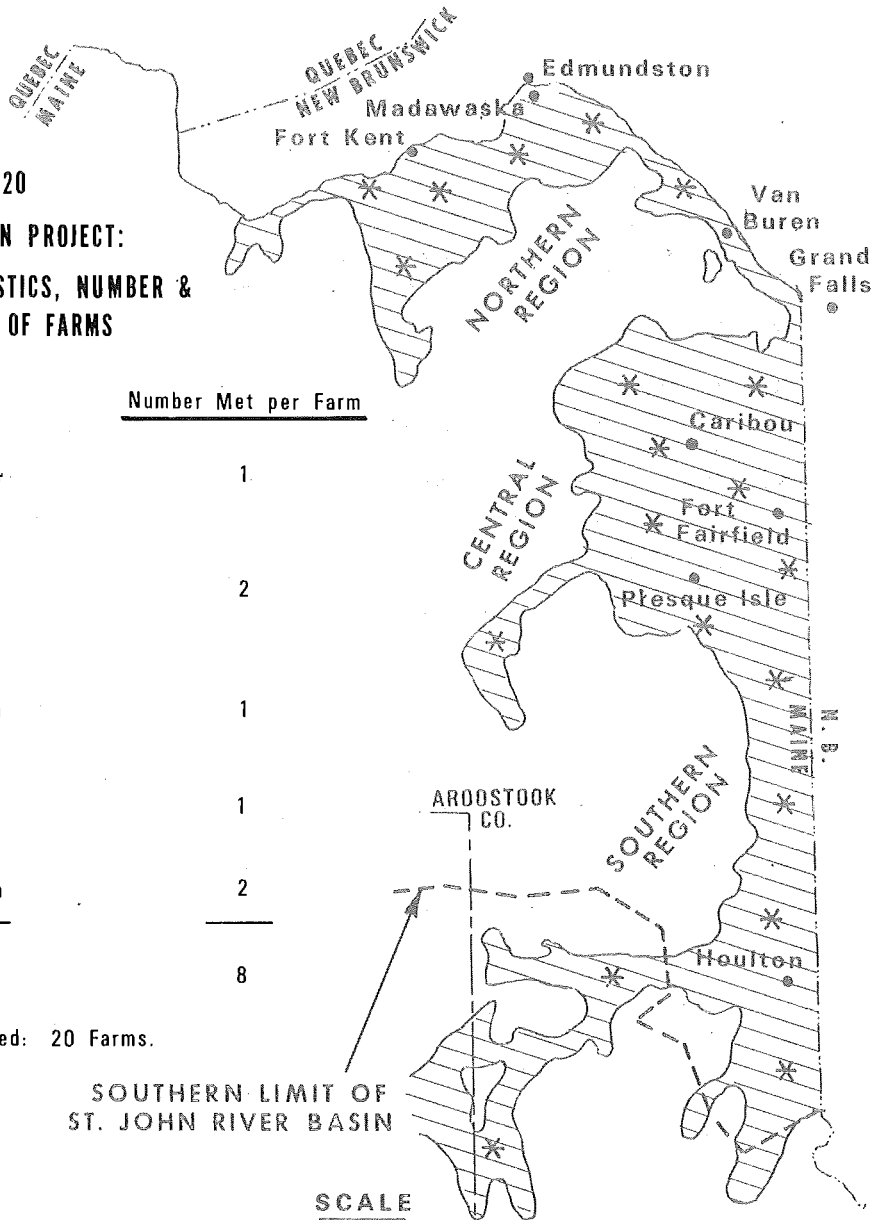 QUEBEC
MAINE
QUEBEC
NEW BRUNSWICK
Edmundston
Madawaska
Fort Kent
20
N PROJECT:
STICS, NUMBER &
OF FARMS
Van
Buren
Grand
Falls
NORTHERN
REGION
Number Met per Farm
1
2
1
1
2
8
Caribou
CENTRAL
REGION
Fort
Fairfield
Presque Isle
N. B.
MAINE
AROOSTOOK
CO.
SOUTHERN
REGION
Houlton
ed: 20 Farms.
SOUTHERN LIMIT OF
ST. JOHN RIVER BASIN
SCALE